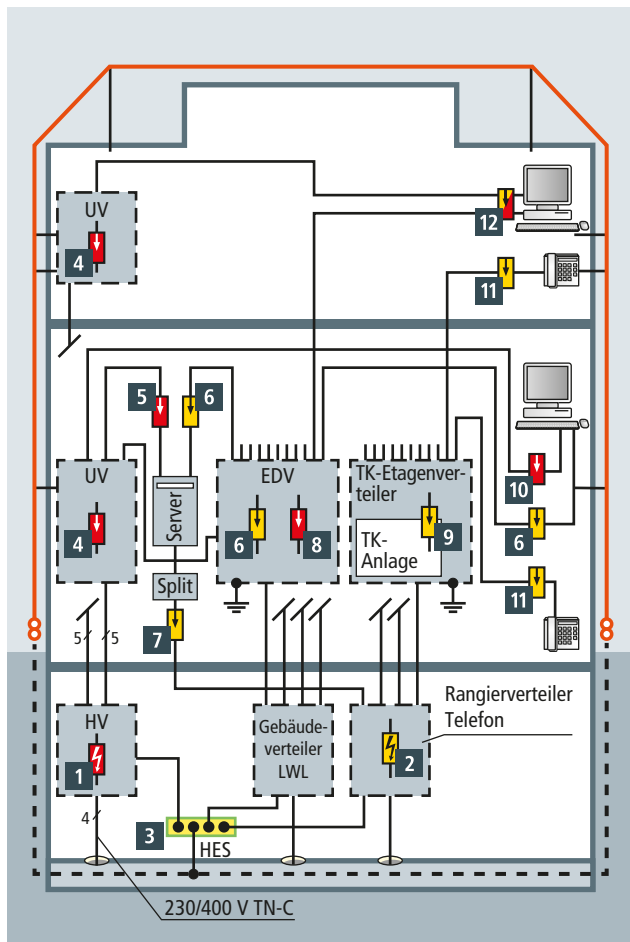 UV
4
12
11
5
6
UV
4
Server
EDV
6
8
TK-Etagenver-
teiler
TK-
Anlage
9
10
6
11
Split
7
5
5
HV
1
4
Gebäude-
verteiler
LWL
2
Rangierverteiler
Telefon
3
HES
230/400 V TN-C